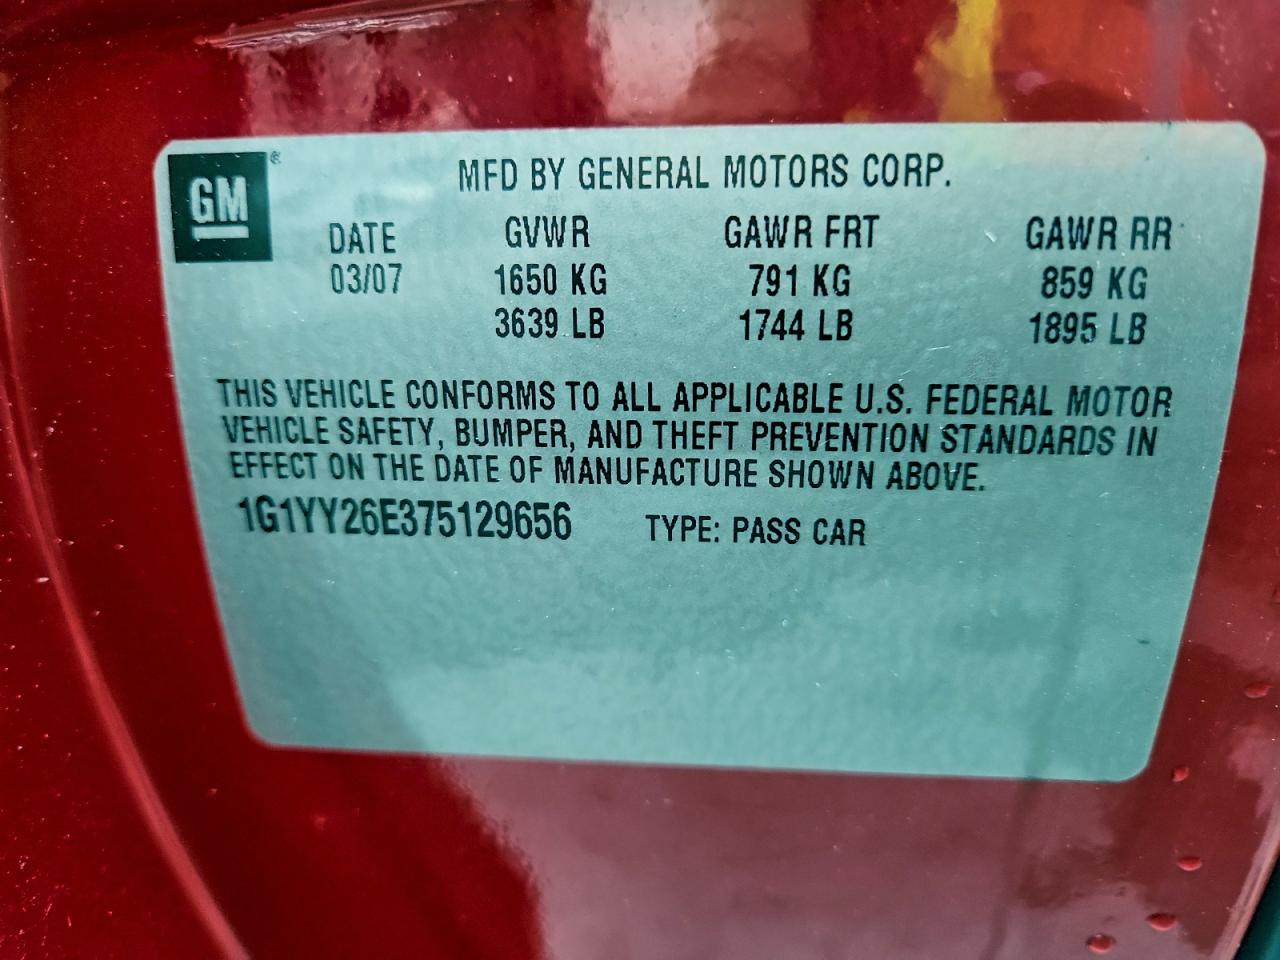 GM®
MFD BY GENERAL MOTORS CORP.
DATE GVWR GAWR FRT GAWR RR
03/07 1650 KG 791 KG 859 KG
3639 LB 1744 LB 1895 LB
THIS VEHICLE CONFORMS TO ALL APPLICABLE U.S. FEDERAL MOTOR
VEHICLE SAFETY, BUMPER, AND THEFT PREVENTION STANDARDS IN
EFFECT ON THE DATE OF MANUFACTURE SHOWN ABOVE.
1G1YY26E375129656 TYPE: PASS CAR